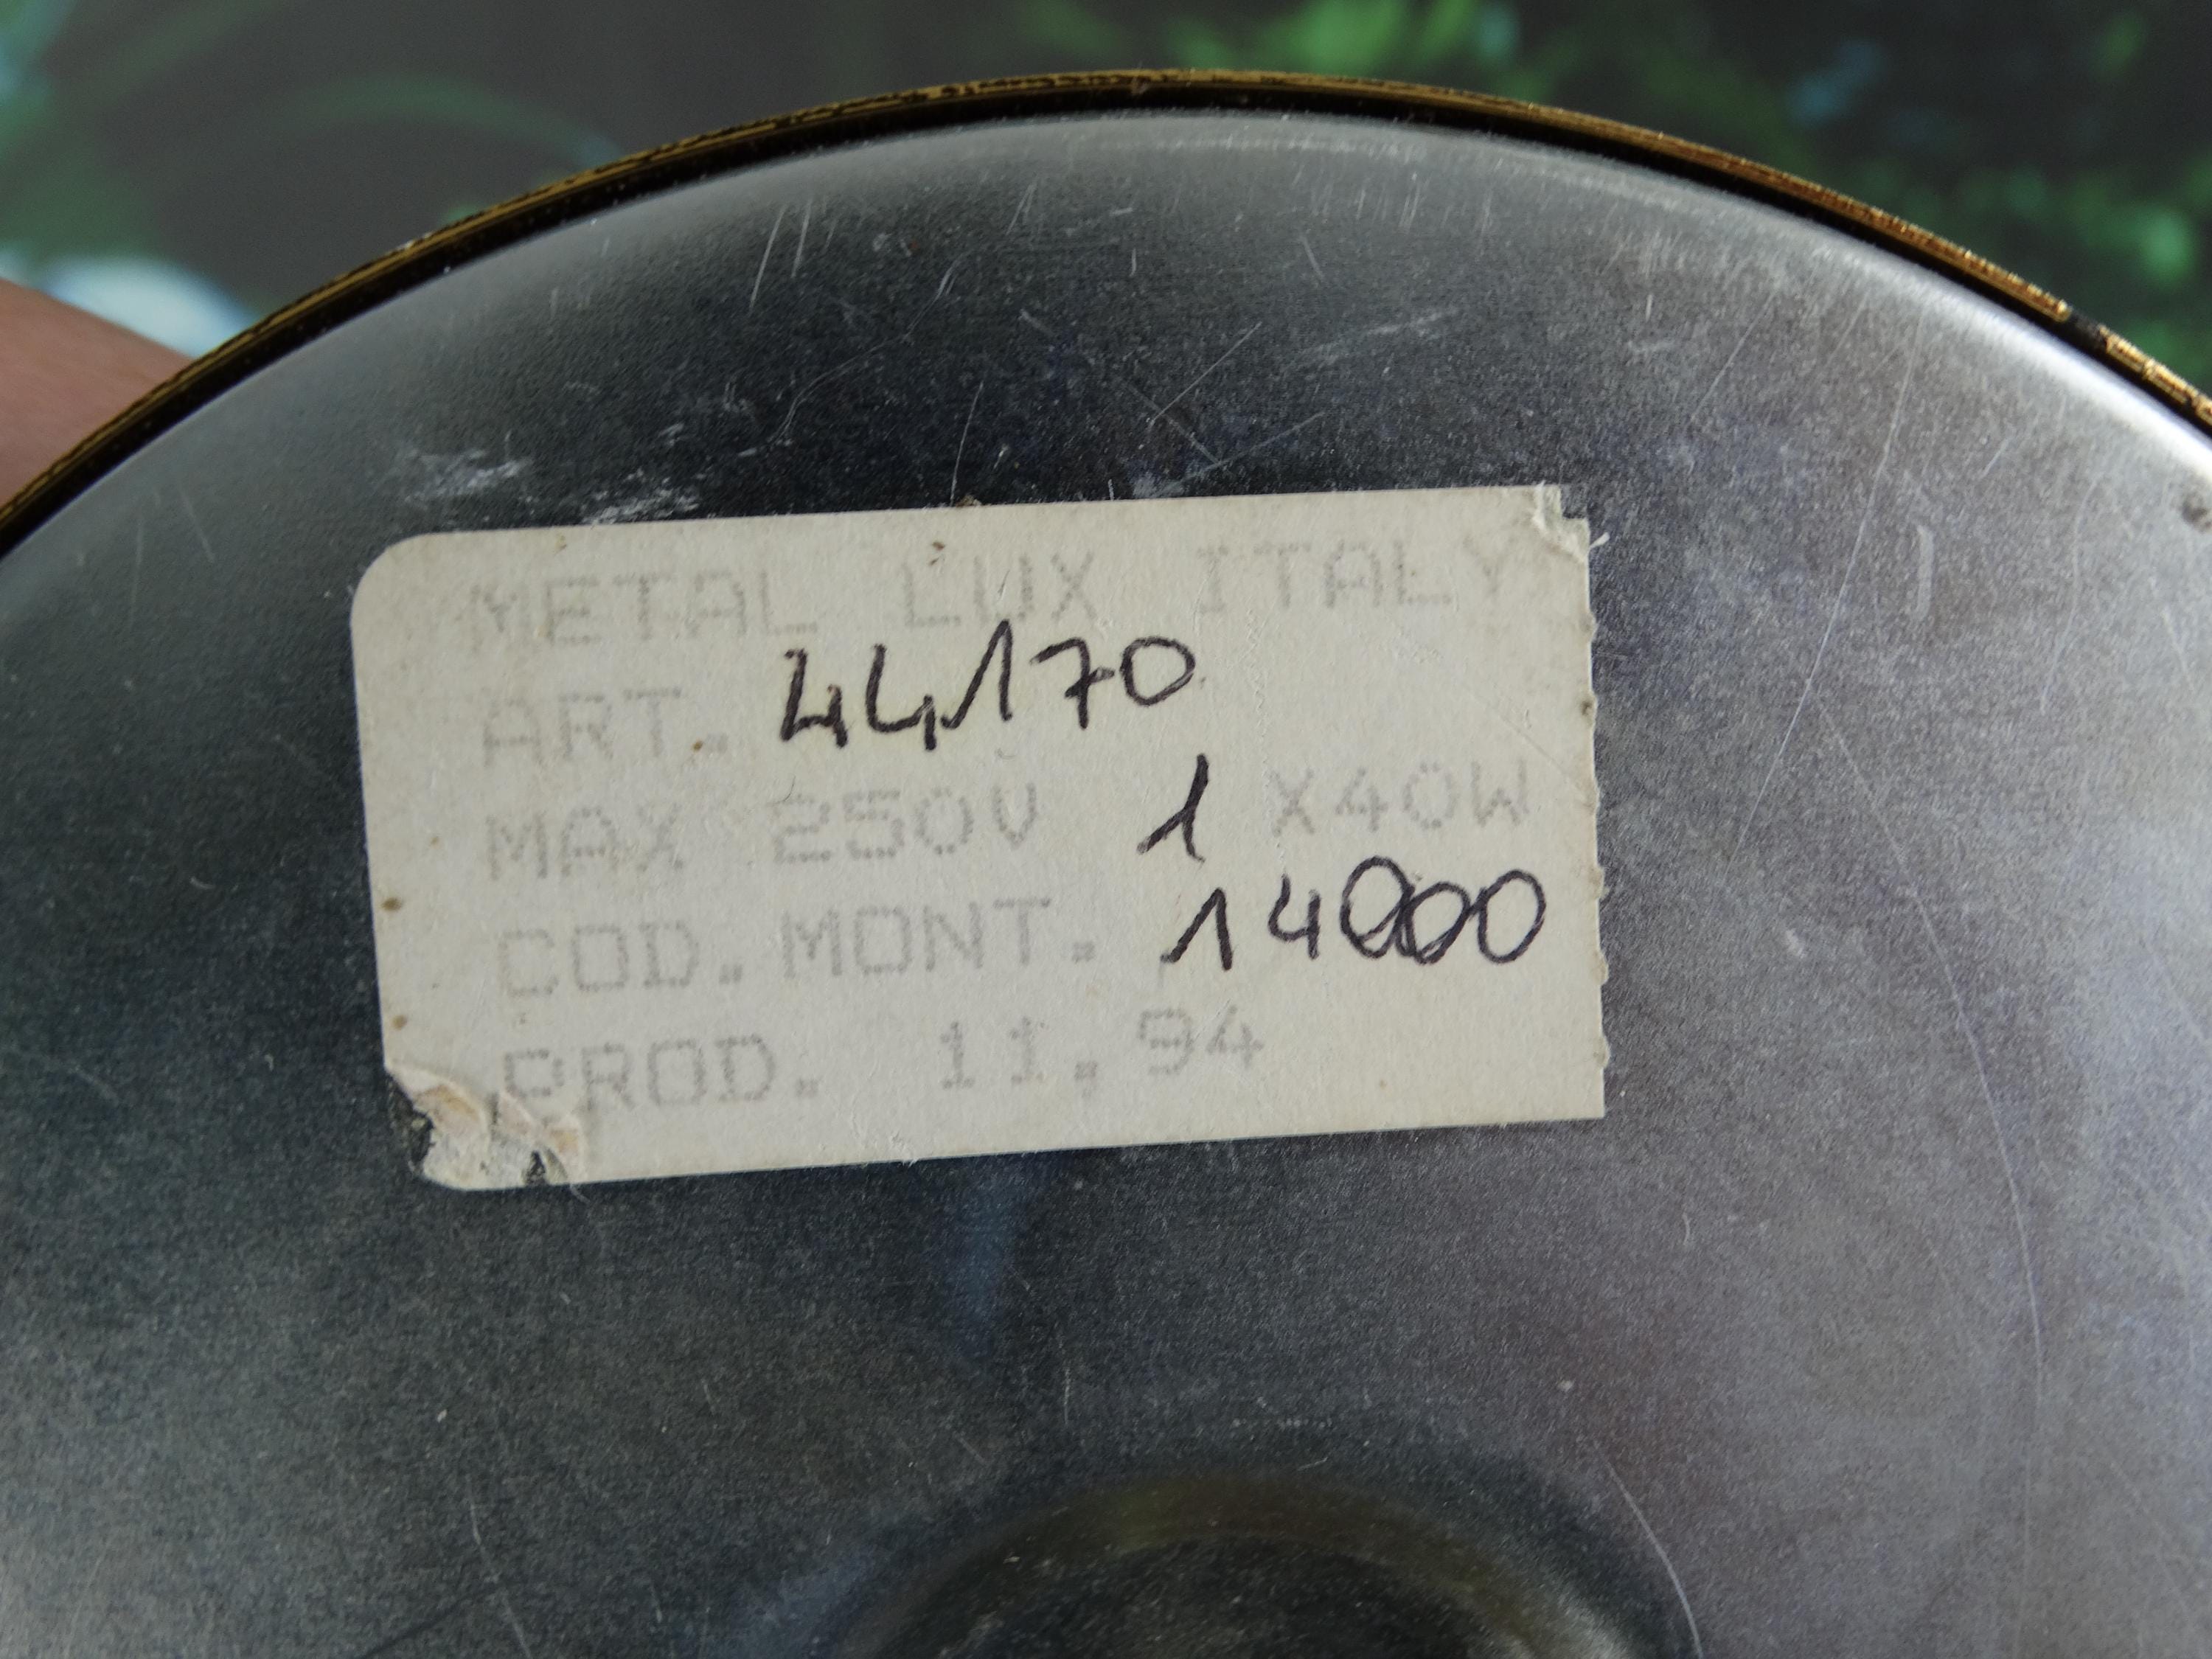 METAL LUX ITALY
ART. 44170
MAX 250V 1 X40W
COD.MONT. 14000
PROD. 11.94